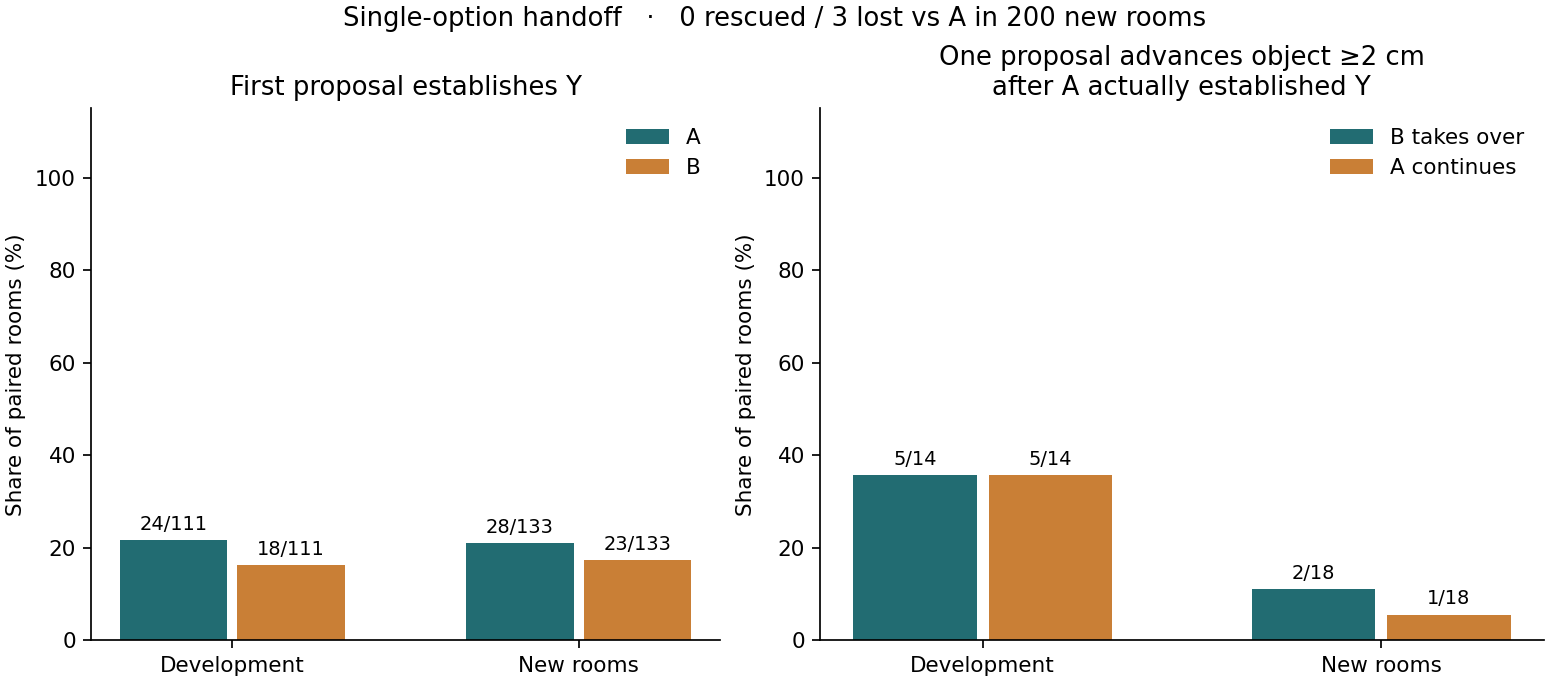 Single-option handoff · 0 rescued / 3 lost vs A in 200 new rooms
First proposal establishes Y
Share of paired rooms (%)
100
80
60
40
20
0
A
B
24/111
18/111
28/133
23/133
Development
New rooms
One proposal advances object ≥2 cm
after A actually established Y
Share of paired rooms (%)
100
80
60
40
20
0
B takes over
A continues
5/14
5/14
2/18
1/18
Development
New rooms